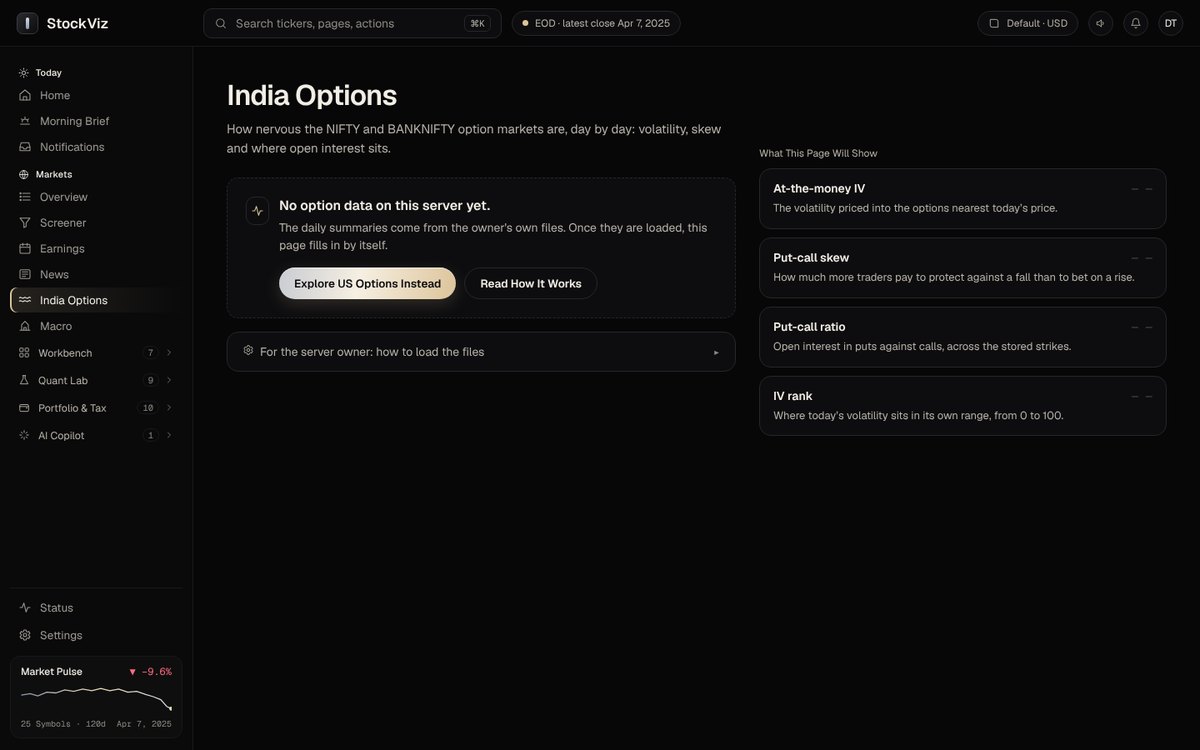 StockViz
Search tickers, pages, actions
⌘K
EOD · latest close Apr 7, 2025
Default · USD
DT
Today
Home
Morning Brief
Notifications
Markets
Overview
Screener
Earnings
News
India Options
Macro
Workbench 7
Quant Lab 9
Portfolio & Tax 10
AI Copilot 1
Status
Settings
Market Pulse ▼ −9.6%
25 Symbols · 120d Apr 7, 2025
India Options
How nervous the NIFTY and BANKNIFTY option markets are, day by day: volatility, skew
and where open interest sits.
No option data on this server yet.
The daily summaries come from the owner's own files. Once they are loaded, this
page fills in by itself.
Explore US Options Instead
Read How It Works
For the server owner: how to load the files
What This Page Will Show
At-the-money IV – –
The volatility priced into the options nearest today's price.
Put-call skew – –
How much more traders pay to protect against a fall than to bet on a rise.
Put-call ratio – –
Open interest in puts against calls, across the stored strikes.
IV rank – –
Where today's volatility sits in its own range, from 0 to 100.